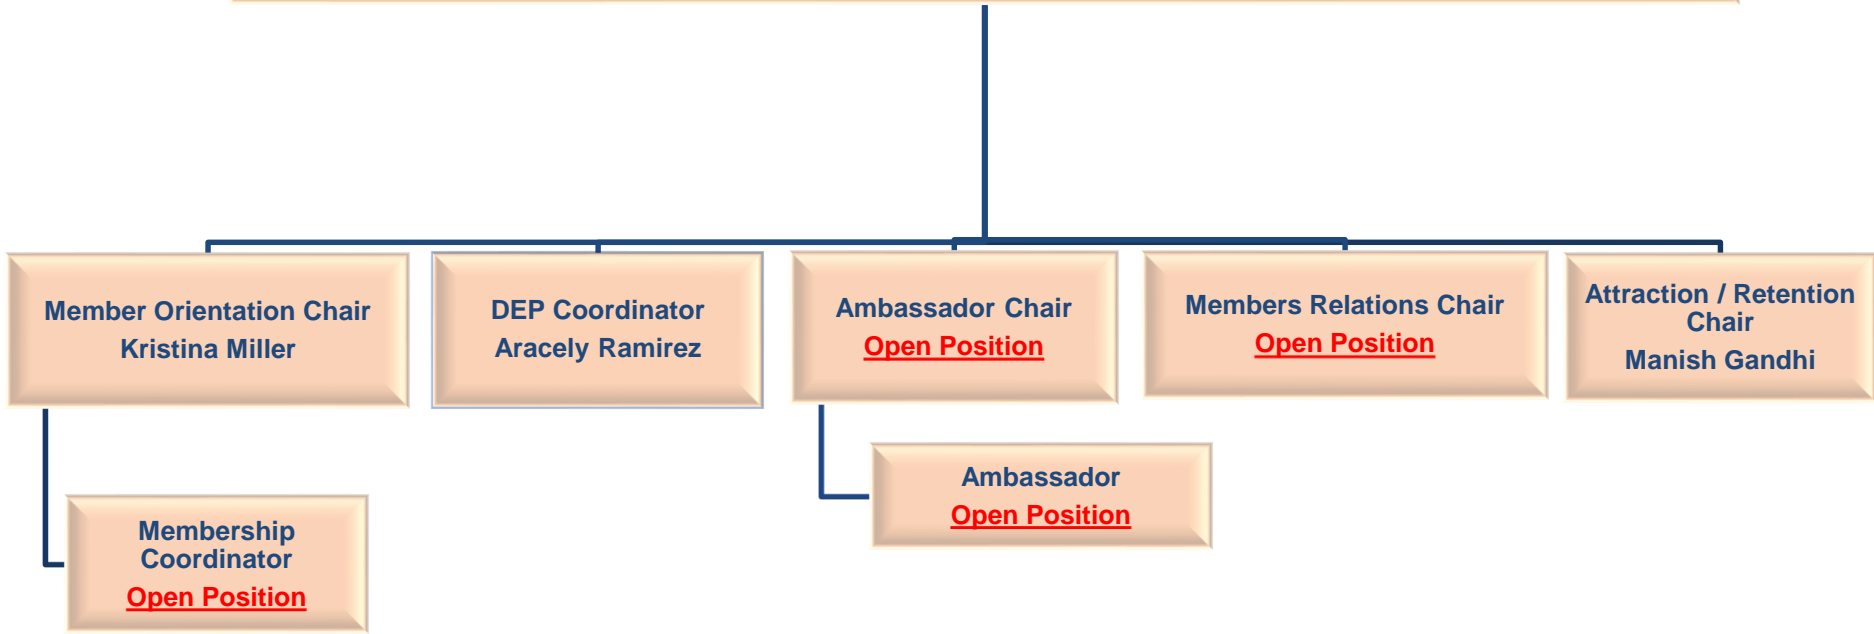 Member Orientation Chair
Kristina Miller
DEP Coordinator
Aracely Ramirez
Ambassador Chair
Open Position
Members Relations Chair
Open Position
Attraction / Retention
Chair
Manish Gandhi
Ambassador
Open Position
Membership
Coordinator
Open Position